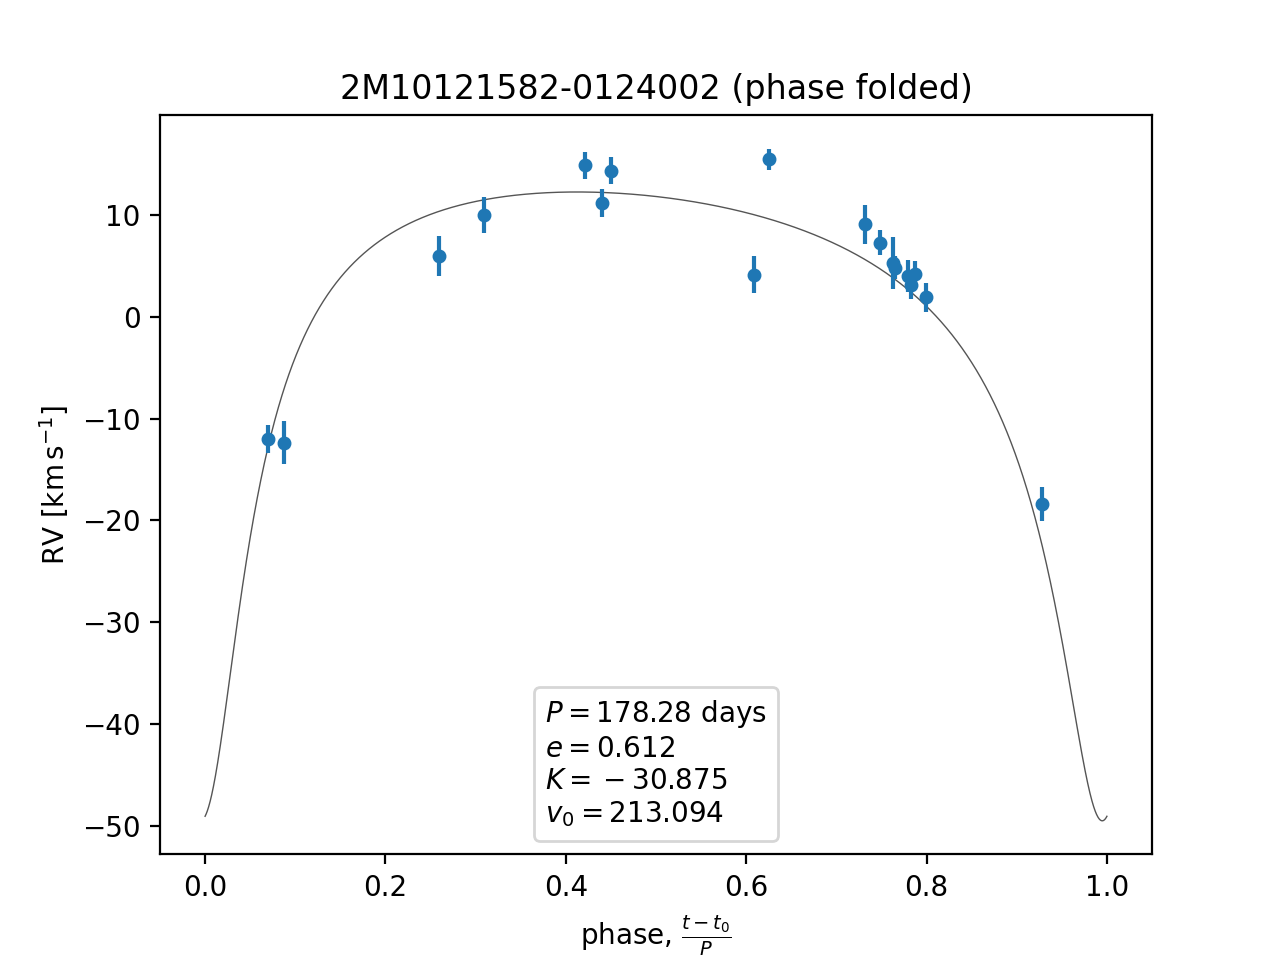 2M10121582-0124002 (phase folded)
10
0
−10
−20
−30
−40
−50
RV [km s⁻¹]
P = 178.28 days
e = 0.612
K = − 30.875
v₀ = 213.094
0.0 0.2 0.4 0.6 0.8 1.0
phase, (t − t₀)/P